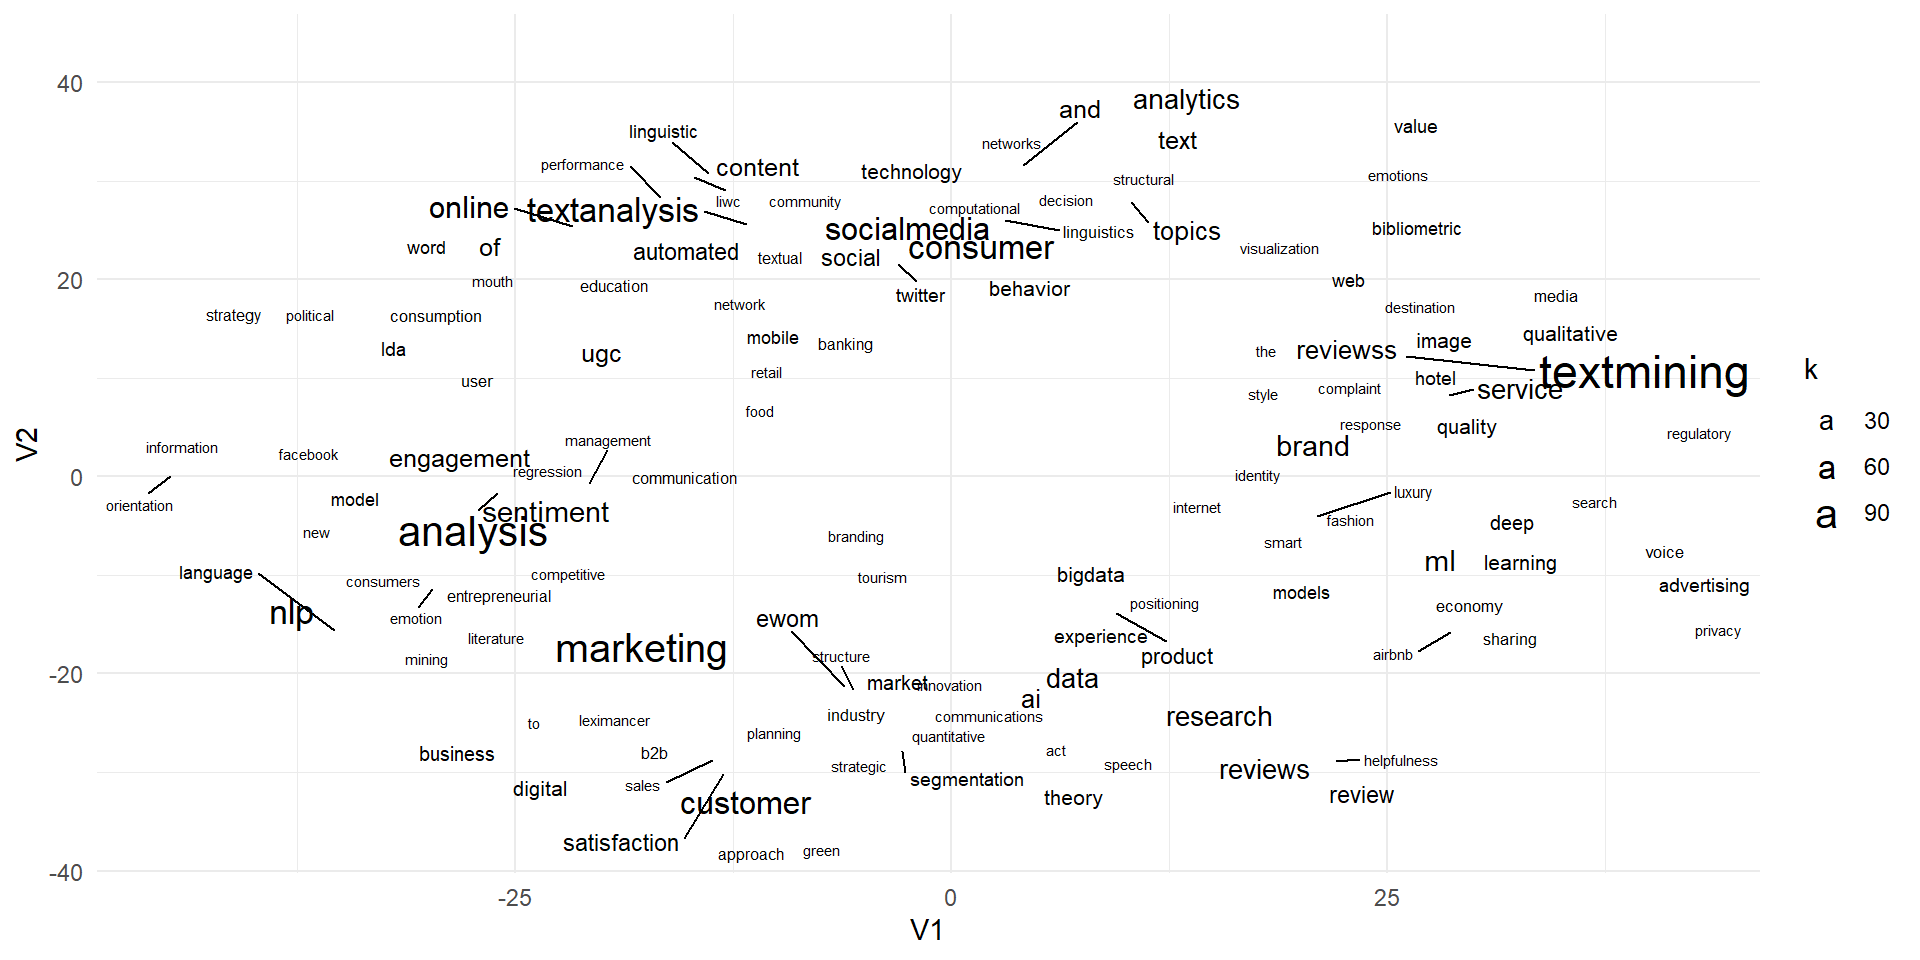 40
and
analytics
value
linguistic
text
networks
performance
content
technology
structural
emotions
online
textanalysis
liwc
community
computational
decision
socialmedia
linguistics
topics
bibliometric
word
of
automated
textual
social
consumer
visualization
20
mouth
education
twitter
behavior
web
media
network
destination
strategy
political
consumption
mobile
banking
qualitative
lda
ugc
the
reviewss
image
textmining
k
user
retail
style
complaint
hotel
service
food
response
quality
a 30
V2
information
facebook
engagement
management
brand
regulatory
0
regression
communication
identity
a 60
orientation
model
sentiment
internet
luxury
search
new
analysis
branding
fashion
deep
a 90
smart
voice
language
consumers
competitive
tourism
bigdata
ml
learning
advertising
nlp
emotion
entrepreneurial
positioning
models
economy
literature
ewom
experience
sharing
privacy
mining
marketing
structure
product
airbnb
-20
market
innovation
data
ai
to
leximancer
industry
communications
research
business
b2b
planning
quantitative
act
digital
sales
strategic
segmentation
speech
reviews
helpfulness
customer
theory
review
satisfaction
approach
green
-40
-25
0
25
V1